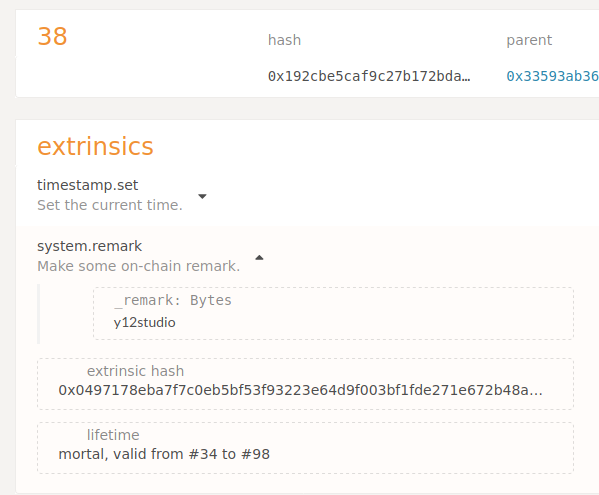 38 hash parent
0x192cbe5caf9c27b172bda… 0x33593ab36
extrinsics
timestamp.set
Set the current time.
system.remark
Make some on-chain remark.
_remark: Bytes
y12studio
extrinsic hash
0x0497178eba7f7c0eb5bf53f93223e64d9f003bf1fde271e672b48a...
lifetime
mortal, valid from #34 to #98